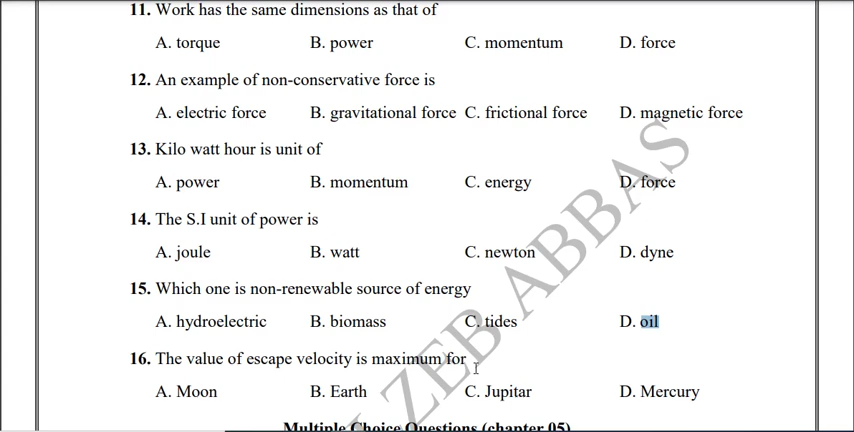 11. Work has the same dimensions as that of
A. torque B. power C. momentum D. force
12. An example of non-conservative force is
A. electric force B. gravitational force C. frictional force D. magnetic force
13. Kilo watt hour is unit of
A. power B. momentum C. energy D. force
14. The S.I unit of power is
A. joule B. watt C. newton D. dyne
15. Which one is non-renewable source of energy
A. hydroelectric B. biomass C. tides D. oil
16. The value of escape velocity is maximum for
A. Moon B. Earth C. Jupitar D. Mercury
Multiple Choice Questions (chapter 05)
ZEB ABBAS